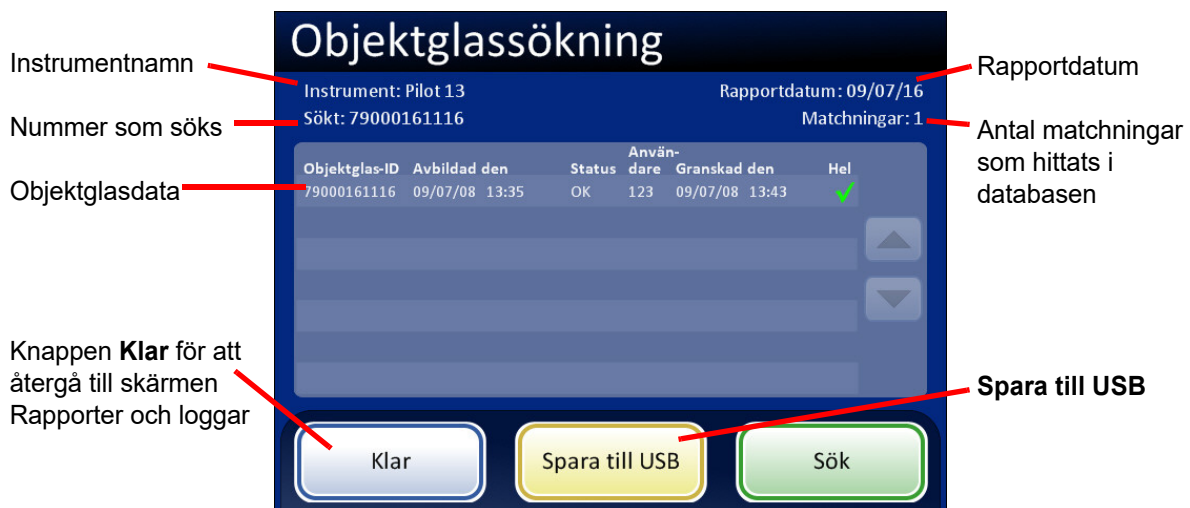 Objektglassökning
Instrumentnamn
Rapportdatum
Instrument: Pilot 13
Rapportdatum: 09/07/16
Nummer som söks
Sökt: 79000161116
Matchningar: 1
Antal matchningar
som hittats i
databasen
Objektglasdata
Objektglas-ID Avbildad den Status Använ-
dare Granskad den Hel
79000161116 09/07/08 13:35 OK 123 09/07/08 13:43
Knappen Klar för att
återgå till skärmen
Rapporter och loggar
Spara till USB
Klar
Spara till USB
Sök